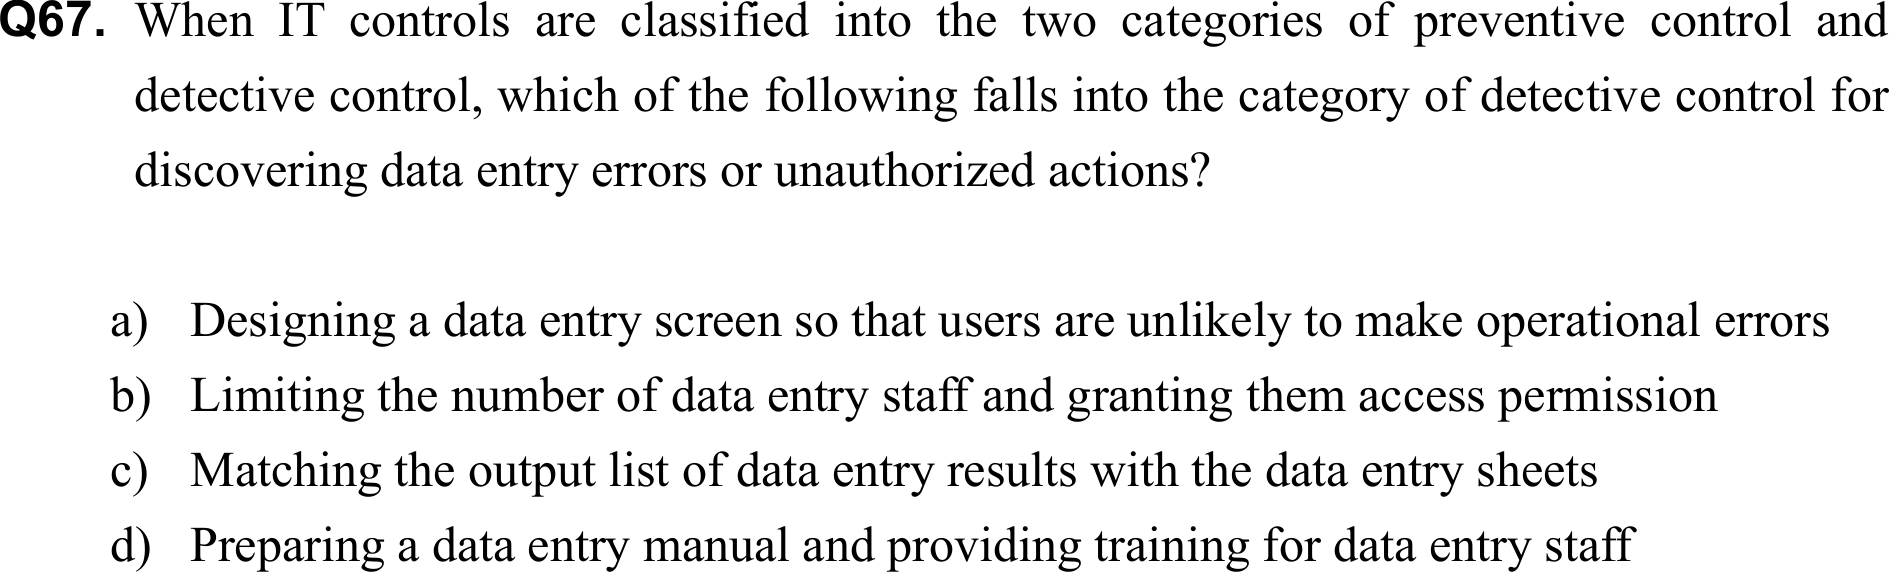 Q67. When IT controls are classified into the two categories of preventive control and
detective control, which of the following falls into the category of detective control for
discovering data entry errors or unauthorized actions?
a) Designing a data entry screen so that users are unlikely to make operational errors
b) Limiting the number of data entry staff and granting them access permission
c) Matching the output list of data entry results with the data entry sheets
d) Preparing a data entry manual and providing training for data entry staff